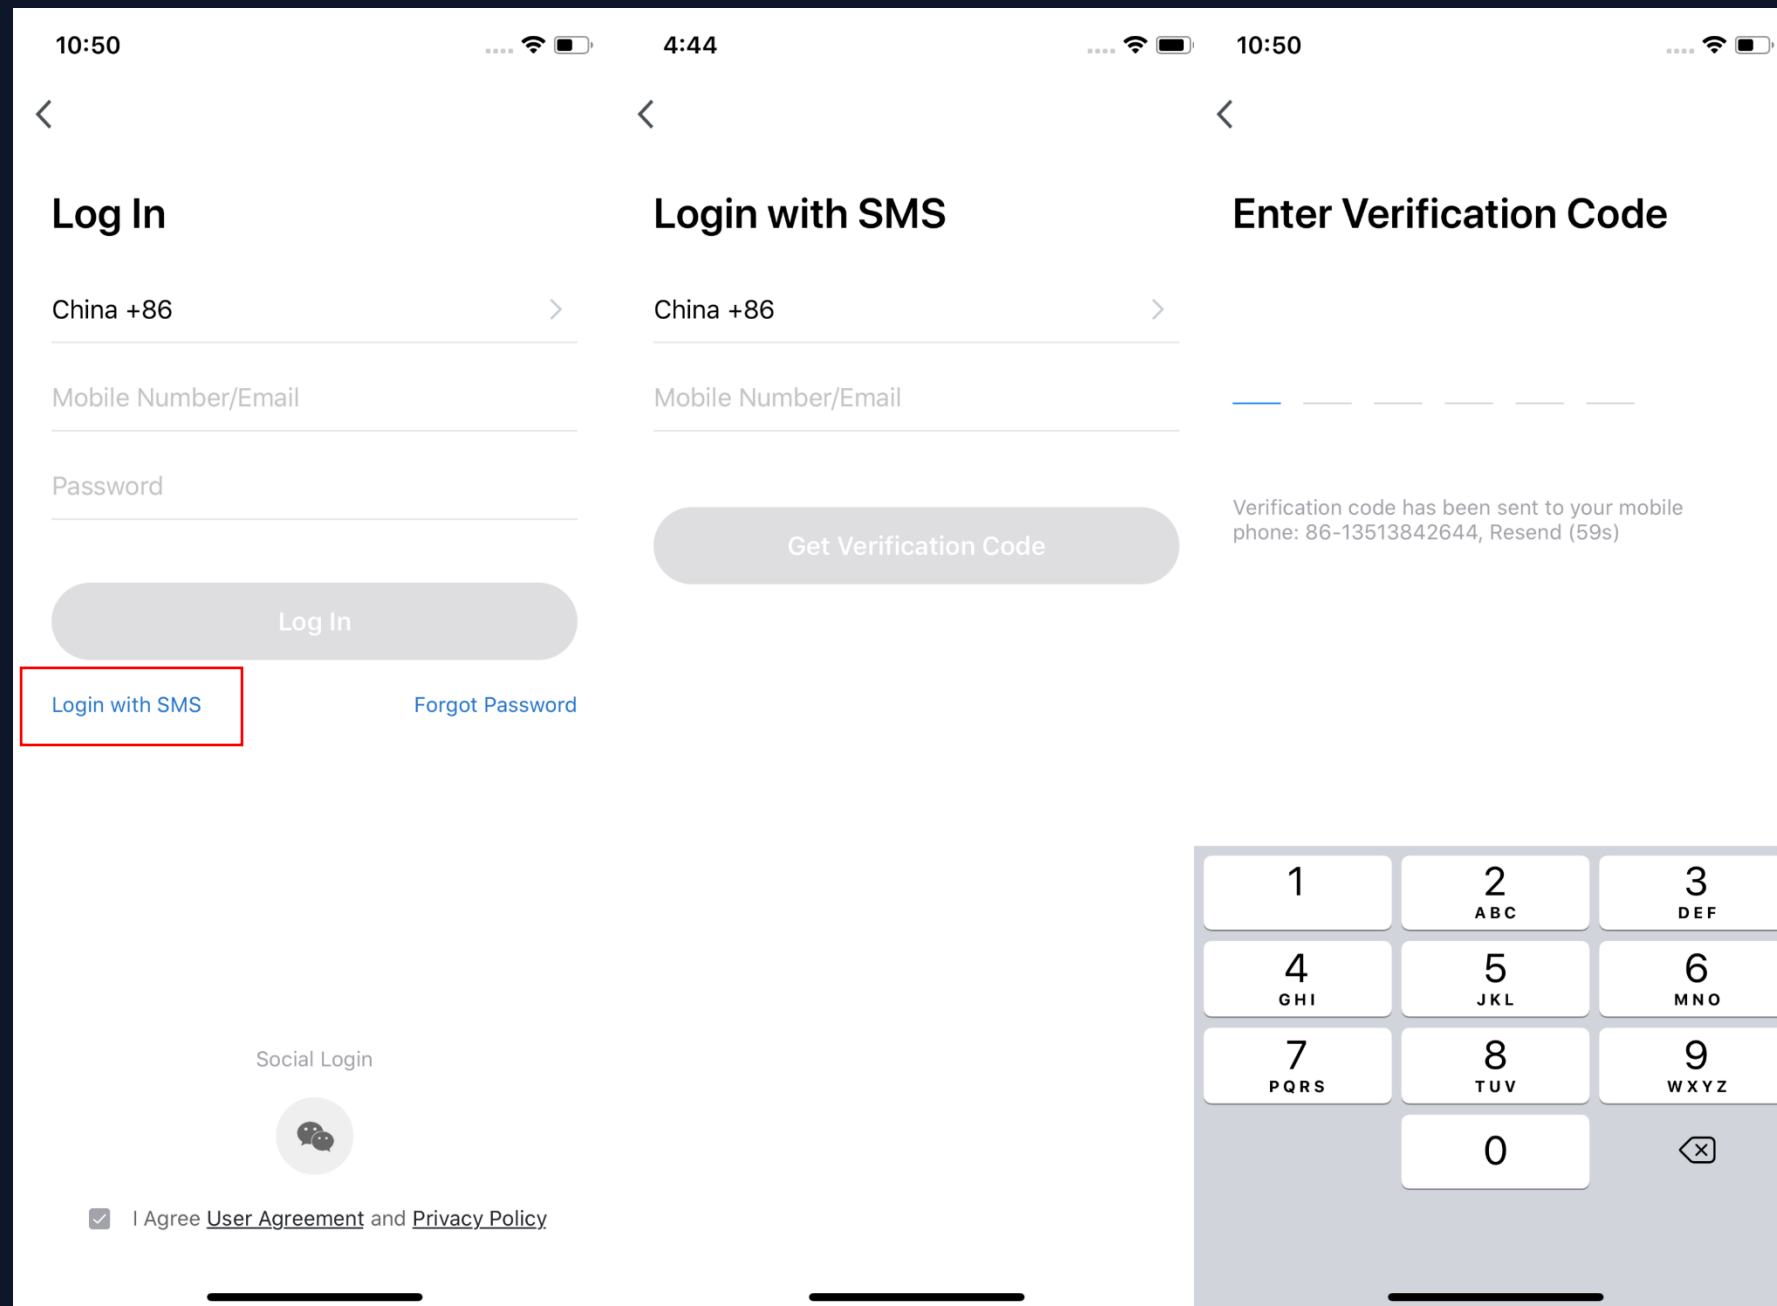 10:50
Log In
China +86
Mobile Number/Email
Password
Log In
Login with SMS
Forgot Password
Social Login
I Agree User Agreement and Privacy Policy
4:44
Login with SMS
China +86
Mobile Number/Email
Get Verification Code
10:50
Enter Verification Code
Verification code has been sent to your mobile
phone: 86-13513842644, Resend (59s)
1 2 3
ABC DEF
4 5 6
GHI JKL MNO
7 8 9
PQRS TUV WXYZ
0